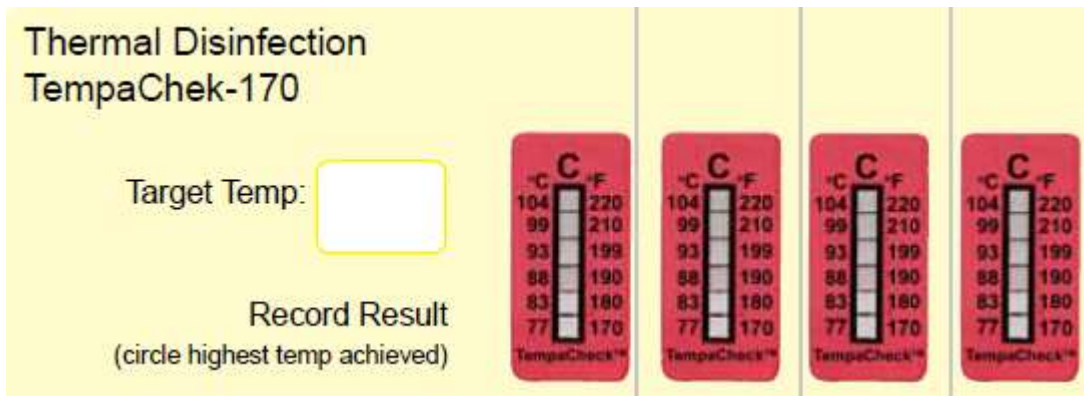 Thermal Disinfection
TempaChek-170
Target Temp:
Record Result
(circle highest temp achieved)
C
°C °F
104 220
99 210
93 199
88 190
83 180
77 170
TempaCheck™
C
°C °F
104 220
99 210
93 199
88 190
83 180
77 170
TempaCheck™
C
°C °F
104 220
99 210
93 199
88 190
83 180
77 170
TempaCheck™
C
°C °F
104 220
99 210
93 199
88 190
83 180
77 170
TempaCheck™